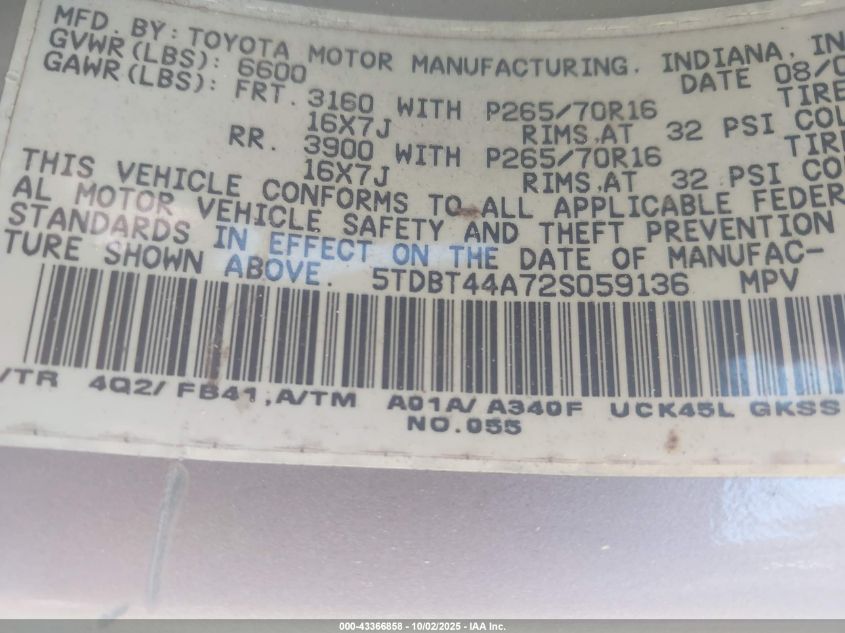 MFD. BY: TOYOTA MOTOR MANUFACTURING, INDIANA, IN
GVWR(LBS): 6600 DATE 08/0
GAWR(LBS): FRT. 3160 WITH P265/70R16 TIRE
16X7J RIMS,AT 32 PSI COL
RR. 3900 WITH P265/70R16 TIRE
16X7J RIMS,AT 32 PSI CO
THIS VEHICLE CONFORMS TO ALL APPLICABLE FEDER
AL MOTOR VEHICLE SAFETY AND THEFT PREVENTION
STANDARDS IN EFFECT ON THE DATE OF MANUFAC-
TURE SHOWN ABOVE. 5TDBT44A72S059136 MPV
/TR 4Q2/ FB41,A/TM A01A/ A340F UCK45L GKSS
NO.055
000-43366858 - 10/02/2025 - IAA Inc.